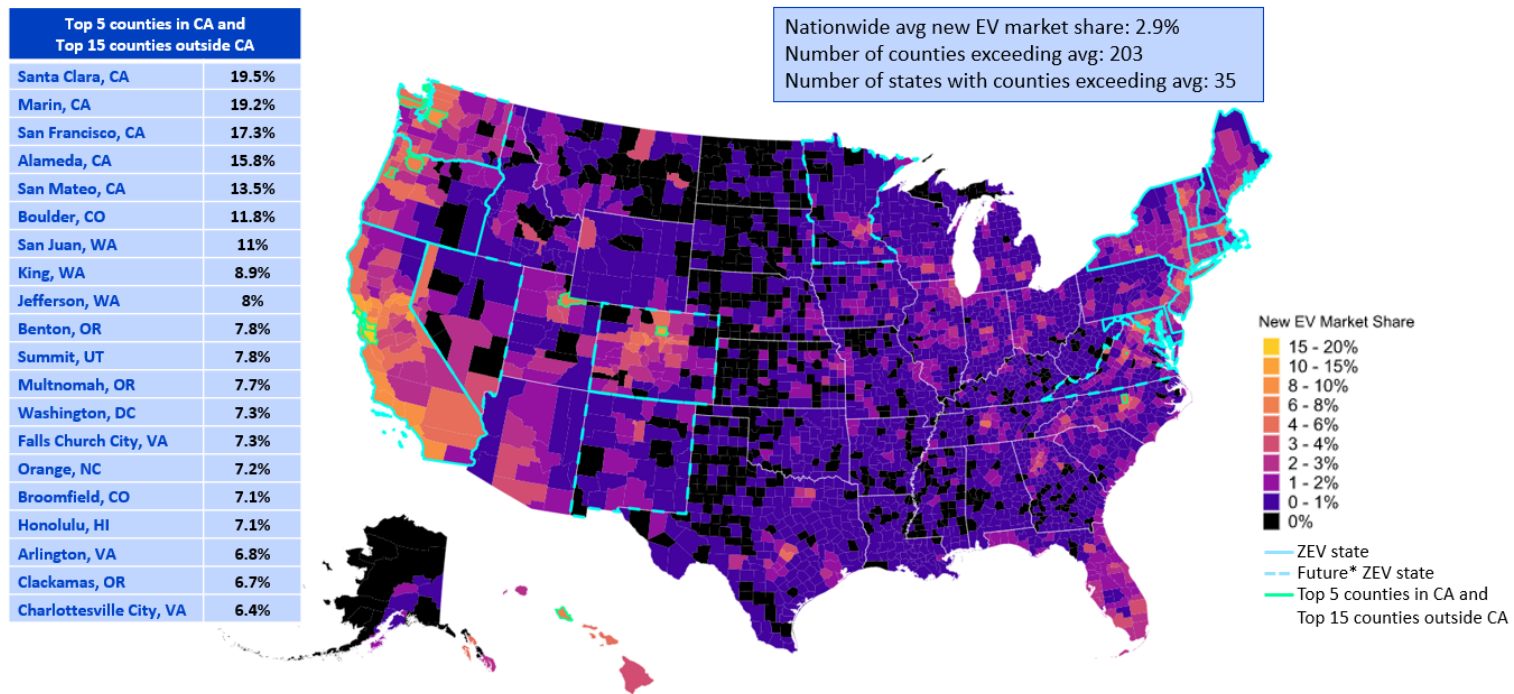 Top 5 counties in CA and
Top 15 counties outside CA
Santa Clara, CA 19.5%
Marin, CA 19.2%
San Francisco, CA 17.3%
Alameda, CA 15.8%
San Mateo, CA 13.5%
Boulder, CO 11.8%
San Juan, WA 11%
King, WA 8.9%
Jefferson, WA 8%
Benton, OR 7.8%
Summit, UT 7.8%
Multnomah, OR 7.7%
Washington, DC 7.3%
Falls Church City, VA 7.3%
Orange, NC 7.2%
Broomfield, CO 7.1%
Honolulu, HI 7.1%
Arlington, VA 6.8%
Clackamas, OR 6.7%
Charlottesville City, VA 6.4%
Nationwide avg new EV market share: 2.9%
Number of counties exceeding avg: 203
Number of states with counties exceeding avg: 35
New EV Market Share
15 - 20%
10 - 15%
8 - 10%
6 - 8%
4 - 6%
3 - 4%
2 - 3%
1 - 2%
0 - 1%
0%
ZEV state
Future* ZEV state
Top 5 counties in CA and
Top 15 counties outside CA